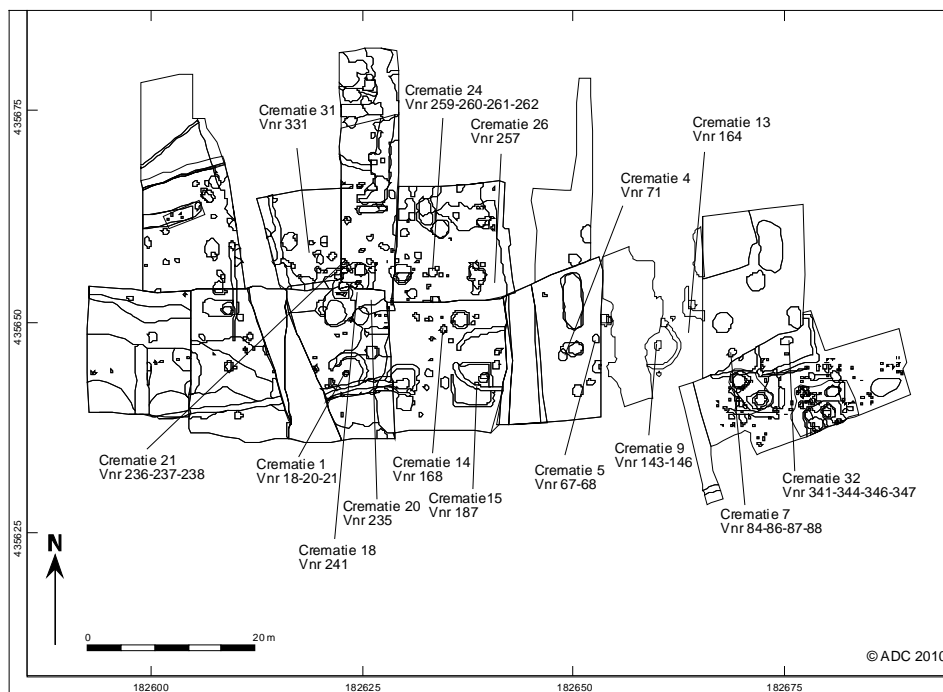 Crematie 24
Vnr 259-260-261-262
Crematie 31
Vnr 331
Crematie 26
Vnr 257
Crematie 13
Vnr 164
Crematie 4
Vnr 71
435675
435650
435625
Crematie 21
Vnr 236-237-238
Crematie 1
Vnr 18-20-21
Crematie 14
Vnr 168
Crematie 5
Vnr 67-68
Crematie 9
Vnr 143-146
Crematie 32
Vnr 341-344-346-347
Crematie15
Vnr 187
Crematie 20
Vnr 235
Crematie 7
Vnr 84-86-87-88
Crematie 18
Vnr 241
N
0
20 m
© ADC 2010
182600
182625
182650
182675